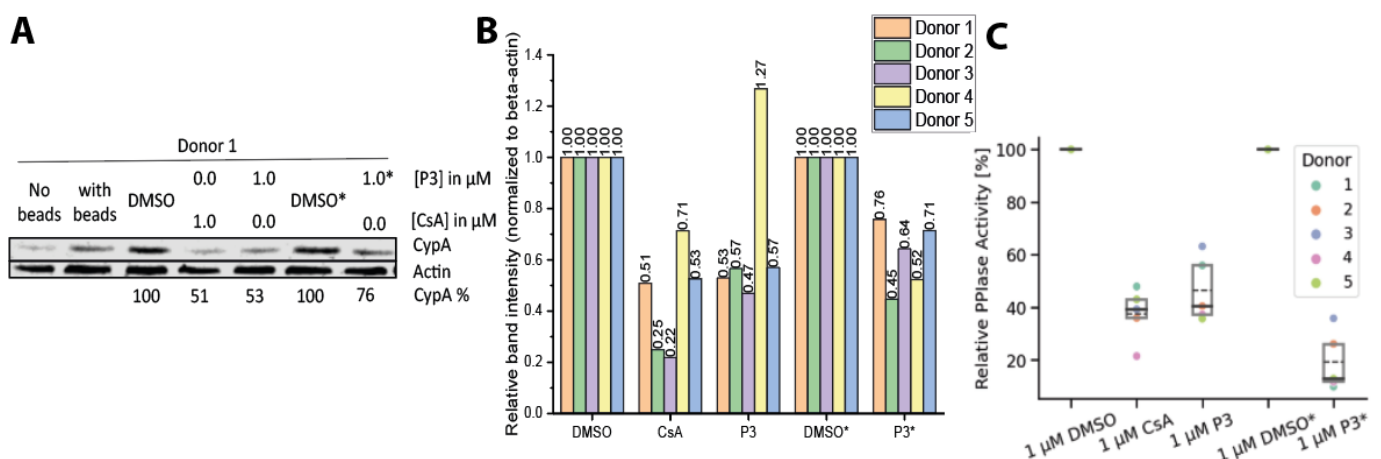 A
Donor 1
0.0 1.0 1.0* [P3] in µM
No beads with beads DMSO DMSO*
1.0 0.0 0.0 [CsA] in µM
CypA
Actin
100 51 53 100 76 CypA %
B
Relative band intensity (normalized to beta-actin)
1.4
1.2
1.0
0.8
0.6
0.4
0.2
0.0
Donor 1
Donor 2
Donor 3
Donor 4
Donor 5
1.00 1.00 1.00 1.00 1.00
0.51 0.25 0.22 0.71 0.53
0.53 0.57 0.47 1.27 0.57
1.00 1.00 1.00 1.00 1.00
0.76 0.45 0.64 0.52 0.71
DMSO CsA P3 DMSO* P3*
C
Relative PPIase Activity [%]
100
80
60
40
20
Donor
1
2
3
4
5
1 µM DMSO
1 µM CsA
1 µM P3
1 µM DMSO*
1 µM P3*